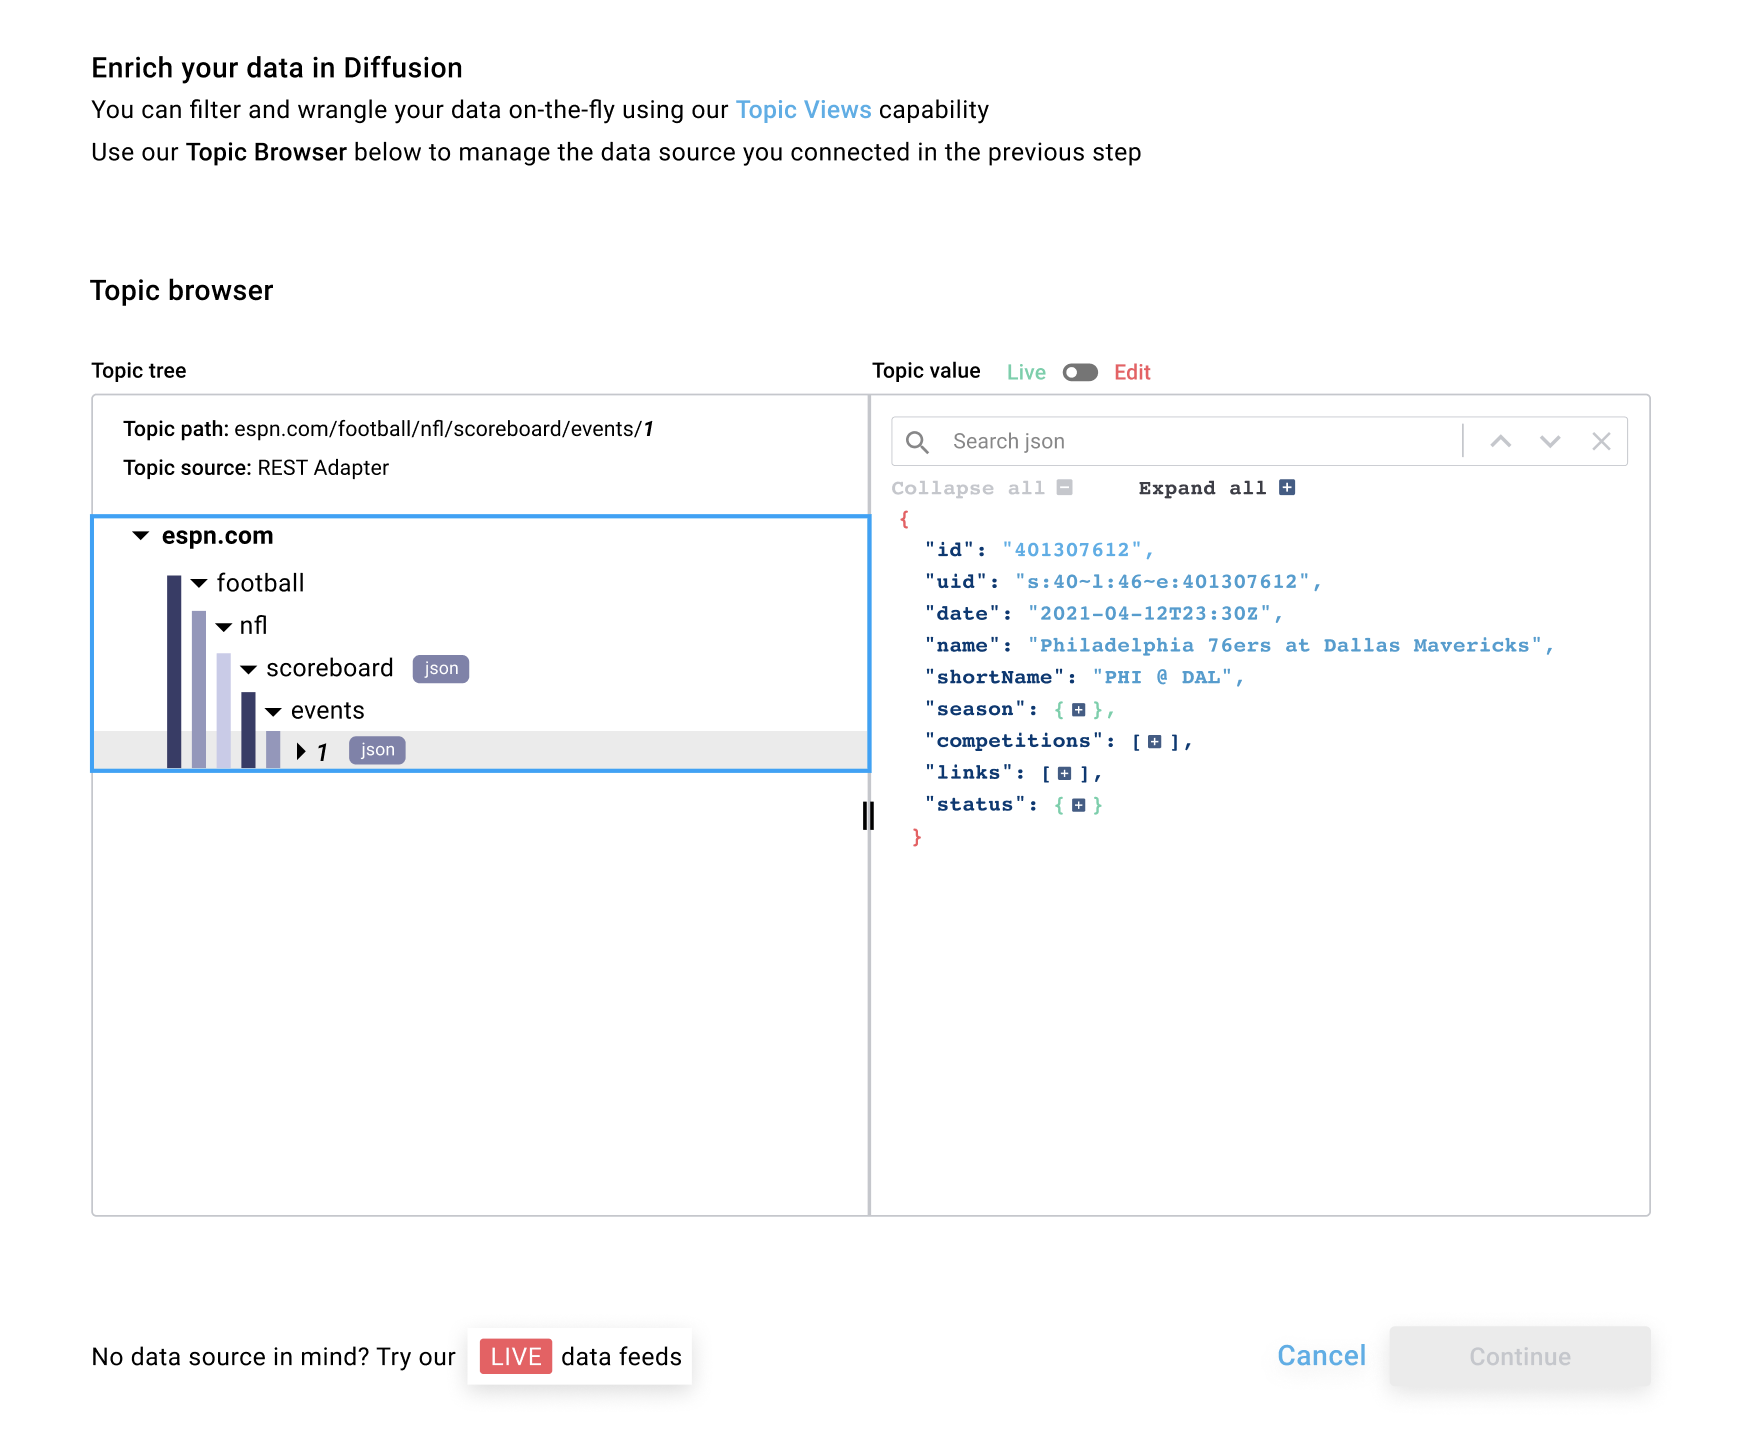 Enrich your data in Diffusion
You can filter and wrangle your data on-the-fly using our Topic Views capability
Use our Topic Browser below to manage the data source you connected in the previous step
Topic browser
Topic tree
Topic value Live Edit
Topic path: espn.com/football/nfl/scoreboard/events/1
Topic source: REST Adapter
espn.com
football
nfl
scoreboard json
events
1 json
Search json
Collapse all Expand all
{
"id": "401307612",
"uid": "s:40~l:46~e:401307612",
"date": "2021-04-12T23:30Z",
"name": "Philadelphia 76ers at Dallas Mavericks",
"shortName": "PHI @ DAL",
"season": { + },
"competitions": [ + ],
"links": [ + ],
"status": { + }
}
No data source in mind? Try our LIVE data feeds
Cancel Continue